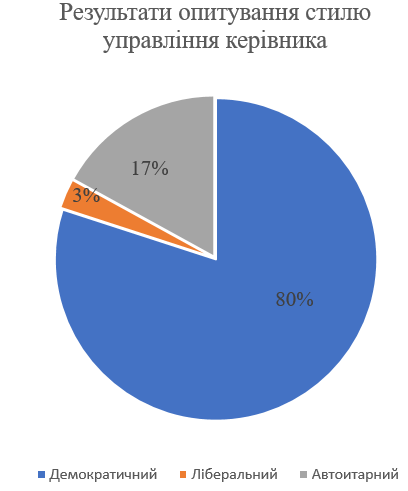 Результати опитування стилю
управління керівника
17%
3%
80%
Демократичний Ліберальний Автоитарний